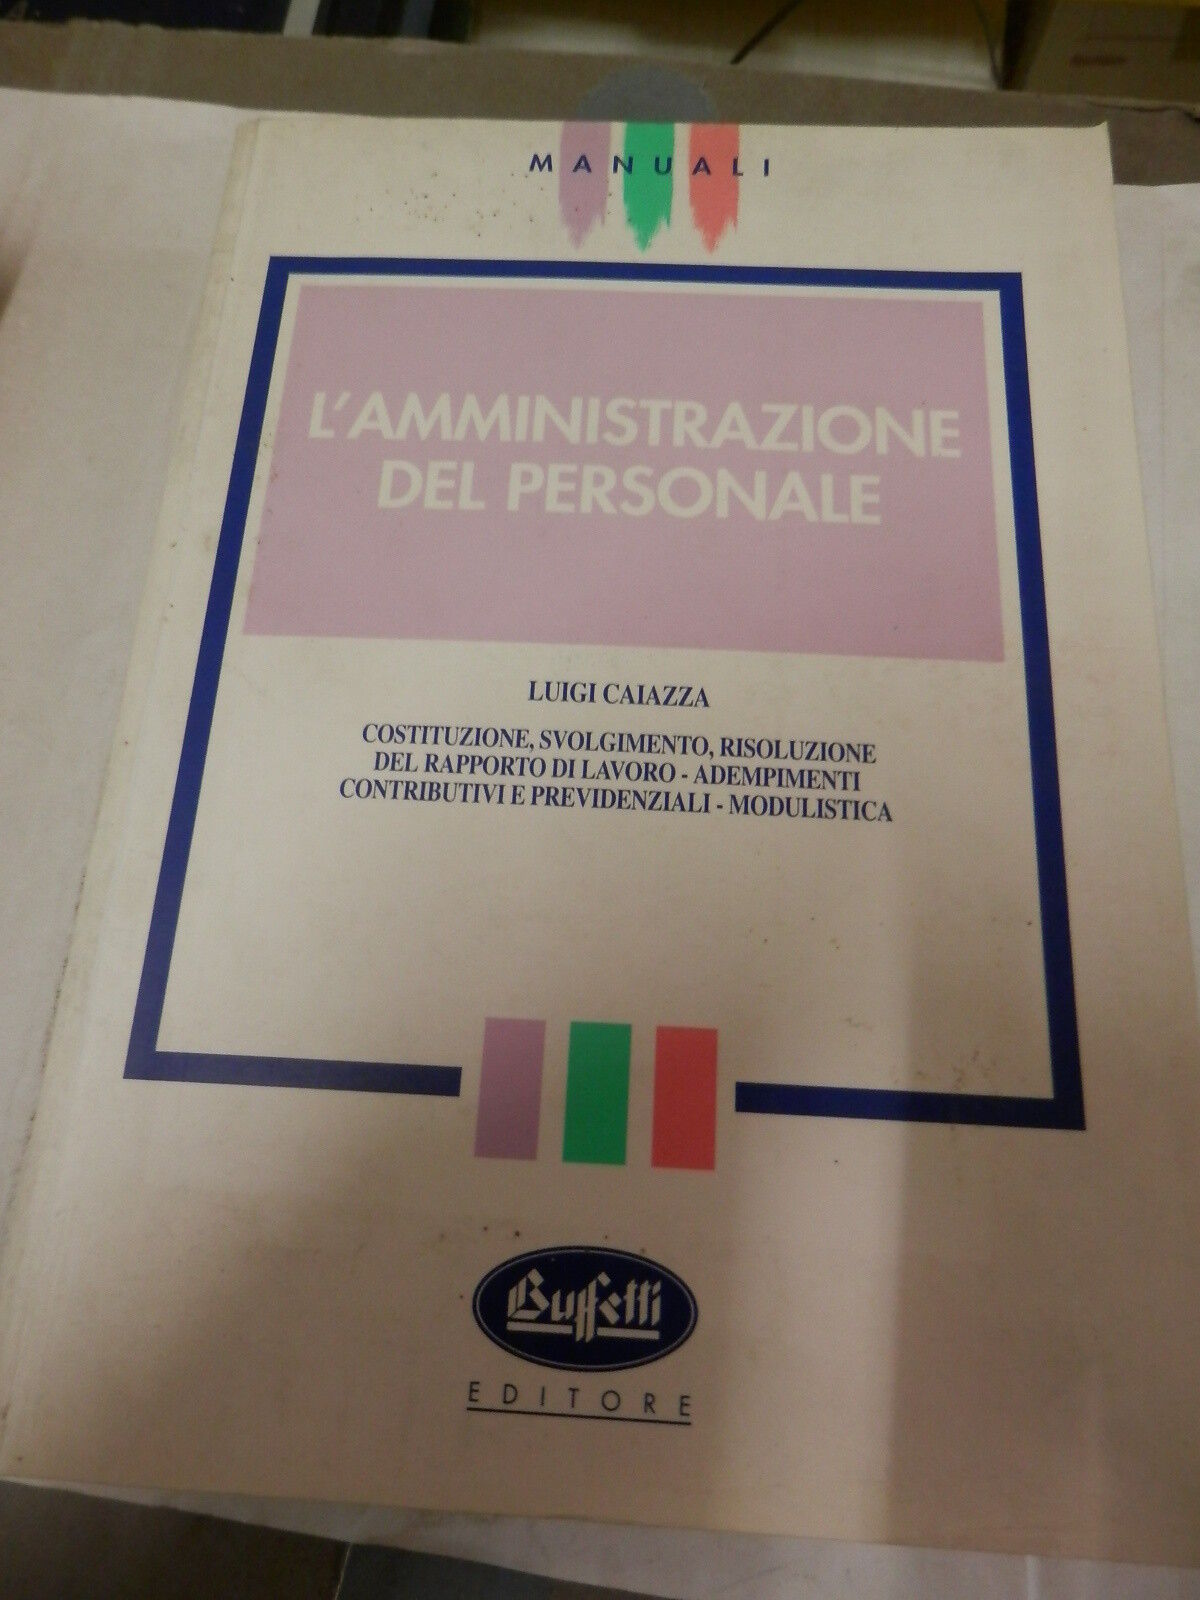 MANUALI
L'AMMINISTRAZIONE
DEL PERSONALE
LUIGI CAIAZZA
COSTITUZIONE, SVOLGIMENTO, RISOLUZIONE
DEL RAPPORTO DI LAVORO - ADEMPIMENTI
CONTRIBUTIVI E PREVIDENZIALI - MODULISTICA
Buffetti
EDITORE